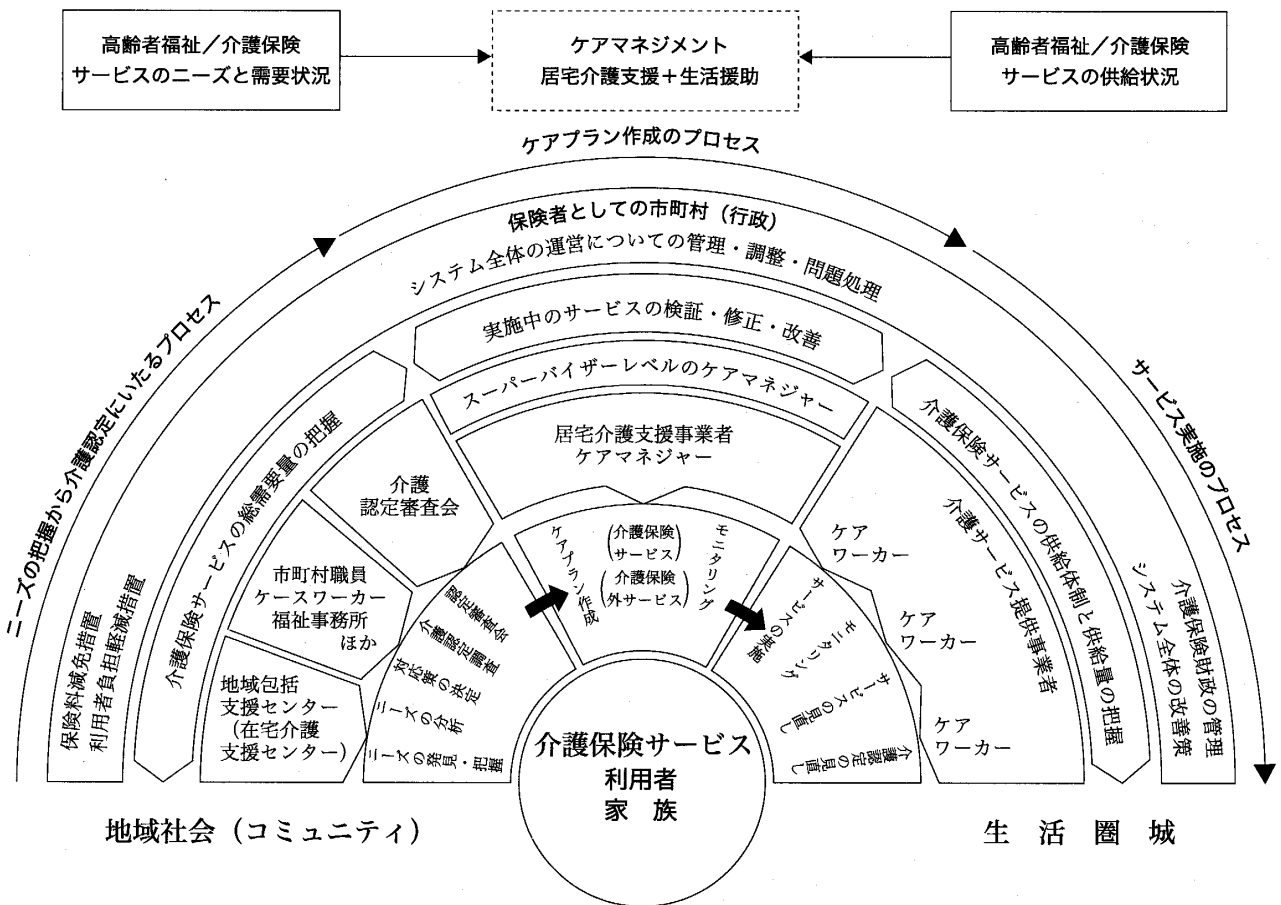 高齢者福祉／介護保険
サービスのニーズと需要状況
ケアマネジメント
居宅介護支援＋生活援助
高齢者福祉／介護保険
サービスの供給状況
ケアプラン作成のプロセス
ニーズの把握から介護認定にいたるプロセス
サービス実施のプロセス
保険者としての市町村（行政）
システム全体の運営についての管理・調整・問題処理
保険料減免措置
利用者負担軽減措置
介護保険財政の管理
システム全体の改善策
介護保険サービスの総需要量の把握
実施中のサービスの検証・修正・改善
介護保険サービスの供給体制と供給量の把握
スーパーバイザーレベルのケアマネジャー
居宅介護支援事業者
ケアマネジャー
介護
認定審査会
市町村職員
ケースワーカー
福祉事務所
ほか
地域包括
支援センター
（在宅介護
支援センター）
介護サービス提供事業者
ケア
ワーカー
ケア
ワーカー
ケア
ワーカー
認定審査会
介護認定調査
対応策の決定
ニーズの分析
ニーズの発見・把握
ケアプラン作成
（介護保険
サービス）
（介護保険
外サービス）
モニタリング
サービスの実施
モニタリング
サービスの見直し
介護認定の見直し
介護保険サービス
利用者
家　族
地域社会（コミュニティ）
生　活　圏　城